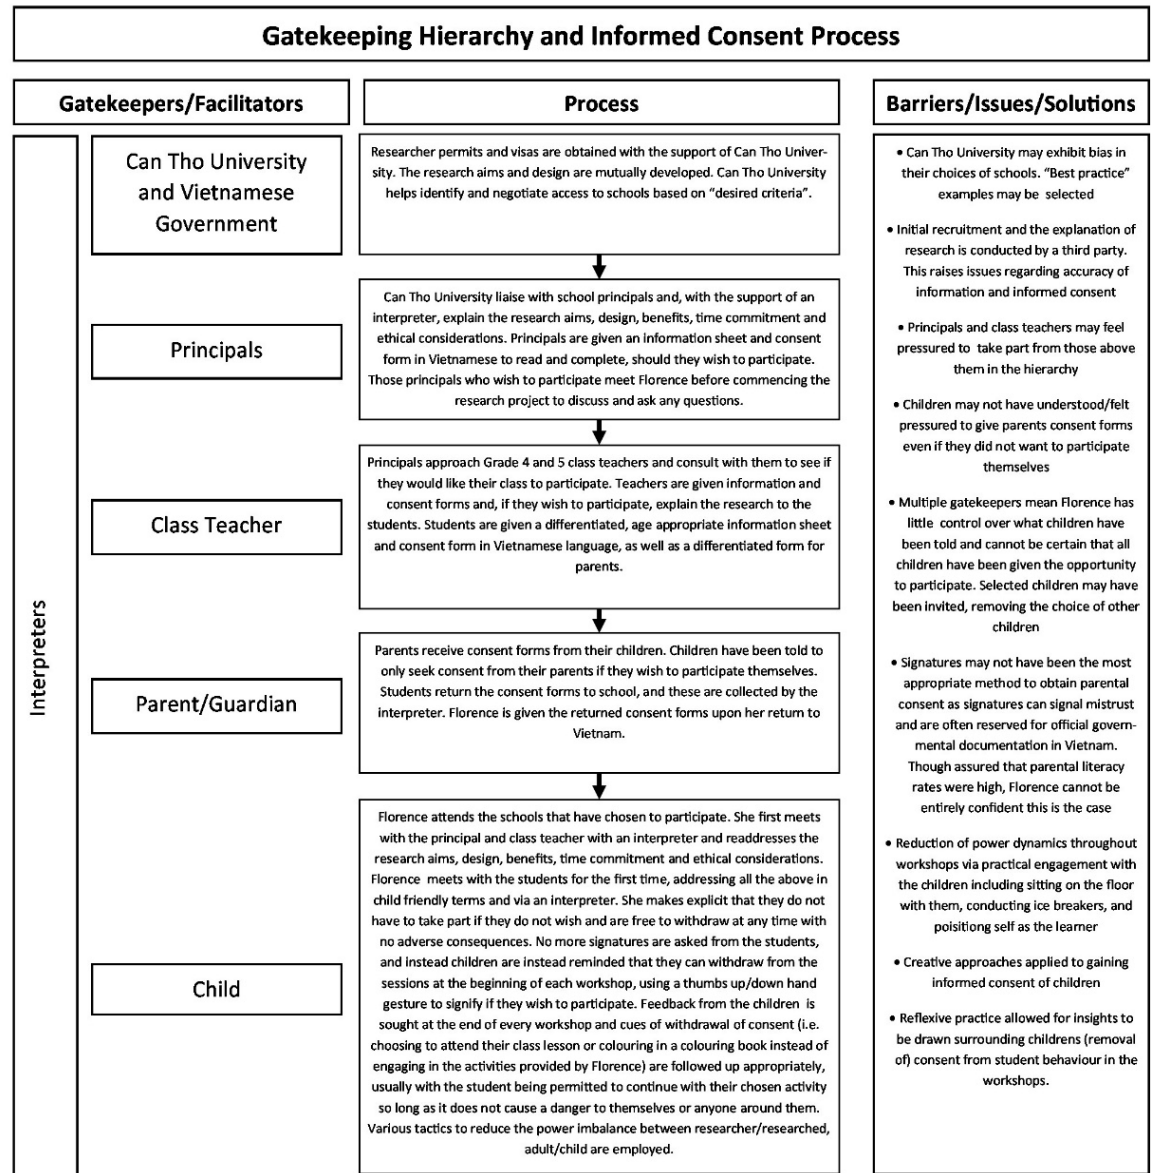 Gatekeeping Hierarchy and Informed Consent Process
Gatekeepers/Facilitators
Process
Barriers/Issues/Solutions
Interpreters
Can Tho University
and Vietnamese
Government
Researcher permits and visas are obtained with the support of Can Tho Univer-
sity. The research aims and design are mutually developed. Can Tho University
helps identify and negotiate access to schools based on “desired criteria”.
Principals
Can Tho University liaise with school principals and, with the support of an
interpreter, explain the research aims, design, benefits, time commitment and
ethical considerations. Principals are given an information sheet and consent
form in Vietnamese to read and complete, should they wish to participate.
Those principals who wish to participate meet Florence before commencing the
research project to discuss and ask any questions.
Class Teacher
Principals approach Grade 4 and 5 class teachers and consult with them to see if
they would like their class to participate. Teachers are given information and
consent forms and, if they wish to participate, explain the research to the
students. Students are given a differentiated, age appropriate information sheet
and consent form in Vietnamese language, as well as a differentiated form for
parents.
Parent/Guardian
Parents receive consent forms from their children. Children have been told to
only seek consent from their parents if they wish to participate themselves.
Students return the consent forms to school, and these are collected by the
interpreter. Florence is given the returned consent forms upon her return to
Vietnam.
Child
Florence attends the schools that have chosen to participate. She first meets
with the principal and class teacher with an interpreter and readdresses the
research aims, design, benefits, time commitment and ethical considerations.
Florence meets with the students for the first time, addressing all the above in
child friendly terms and via an interpreter. She makes explicit that they do not
have to take part if they do not wish and are free to withdraw at any time with
no adverse consequences. No more signatures are asked from the students,
and instead children are instead reminded that they can withdraw from the
sessions at the beginning of each workshop, using a thumbs up/down hand
gesture to signify if they wish to participate. Feedback from the children is
sought at the end of every workshop and cues of withdrawal of consent (i.e.
choosing to attend their class lesson or colouring in a colouring book instead of
engaging in the activities provided by Florence) are followed up appropriately,
usually with the student being permitted to continue with their chosen activity
so long as it does not cause a danger to themselves or anyone around them.
Various tactics to reduce the power imbalance between researcher/researched,
adult/child are employed.
• Can Tho University may exhibit bias in
their choices of schools. “Best practice”
examples may be selected
• Initial recruitment and the explanation of
research is conducted by a third party.
This raises issues regarding accuracy of
information and informed consent
• Principals and class teachers may feel
pressured to take part from those above
them in the hierarchy
• Children may not have understood/felt
pressured to give parents consent forms
even if they did not want to participate
themselves
• Multiple gatekeepers mean Florence has
little control over what children have
been told and cannot be certain that all
children have been given the opportunity
to participate. Selected children may have
been invited, removing the choice of other
children
• Signatures may not have been the most
appropriate method to obtain parental
consent as signatures can signal mistrust
and are often reserved for official govern-
mental documentation in Vietnam.
Though assured that parental literacy
rates were high, Florence cannot be
entirely confident this is the case
• Reduction of power dynamics throughout
workshops via practical engagement with
the children including sitting on the floor
with them, conducting ice breakers, and
poisitiong self as the learner
• Creative approaches applied to gaining
informed consent of children
• Reflexive practice allowed for insights to
be drawn surrounding childrens (removal
of) consent from student behaviour in the
workshops.